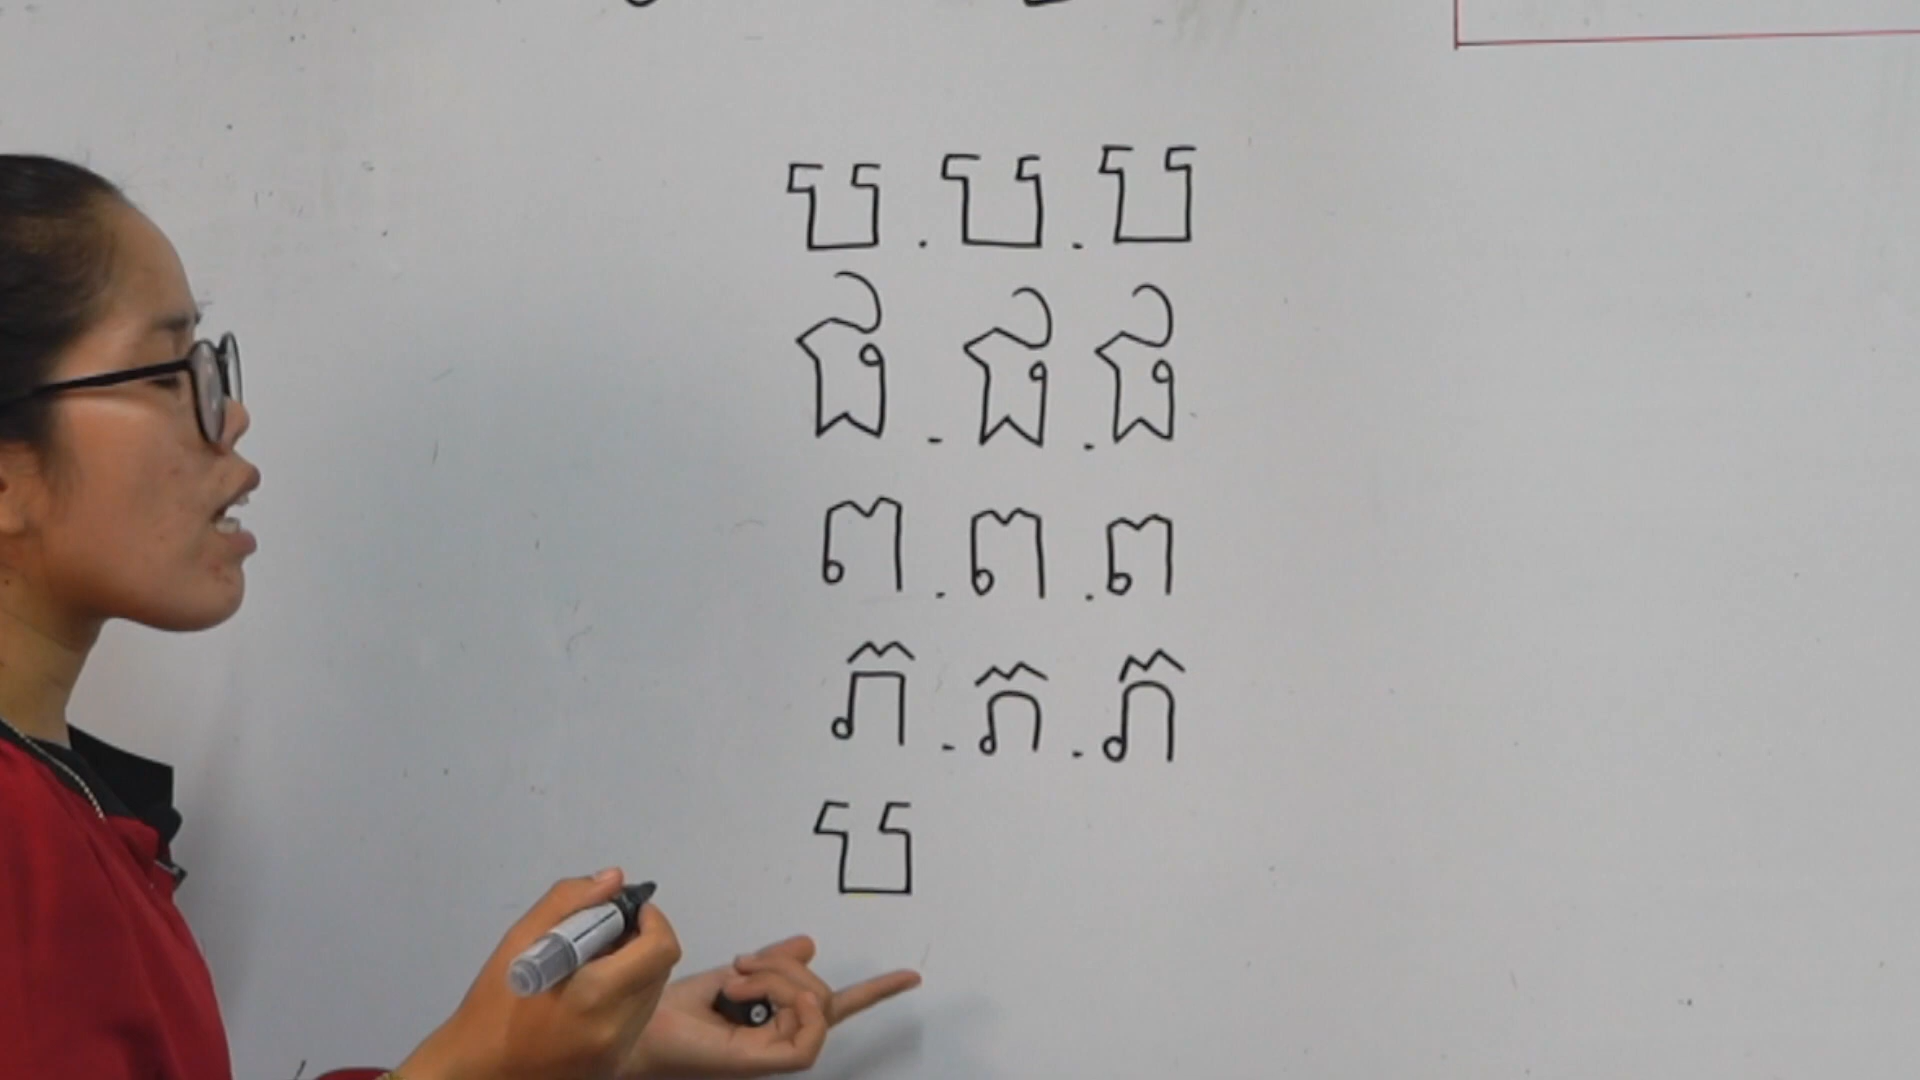 ប . ប . ប
ផ . ផ . ផ
ព . ព . ព
ភ . ភ . ភ
ប